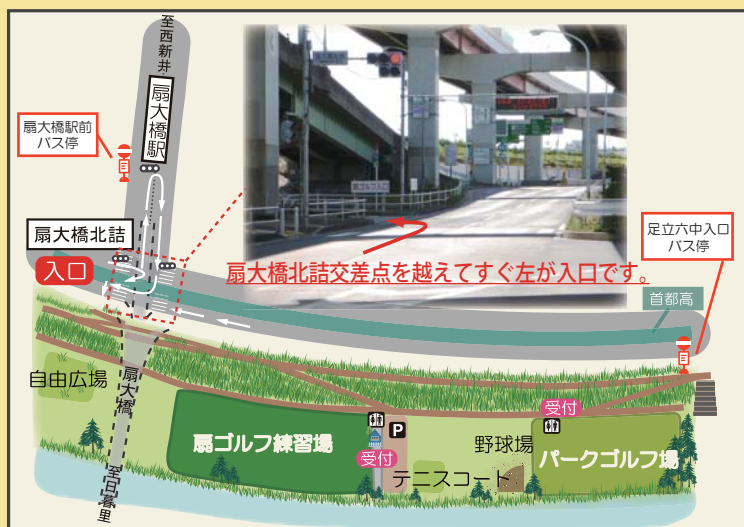 至西新井
扇大橋駅
扇大橋駅前
バス停
扇大橋北詰
入口
扇大橋北詰交差点を越えてすぐ左が入口です。
足立六中入口
バス停
首都高
自由広場
扇大橋
至日暮里
扇ゴルフ練習場
P
受付
テニスコート
野球場
受付
パークゴルフ場